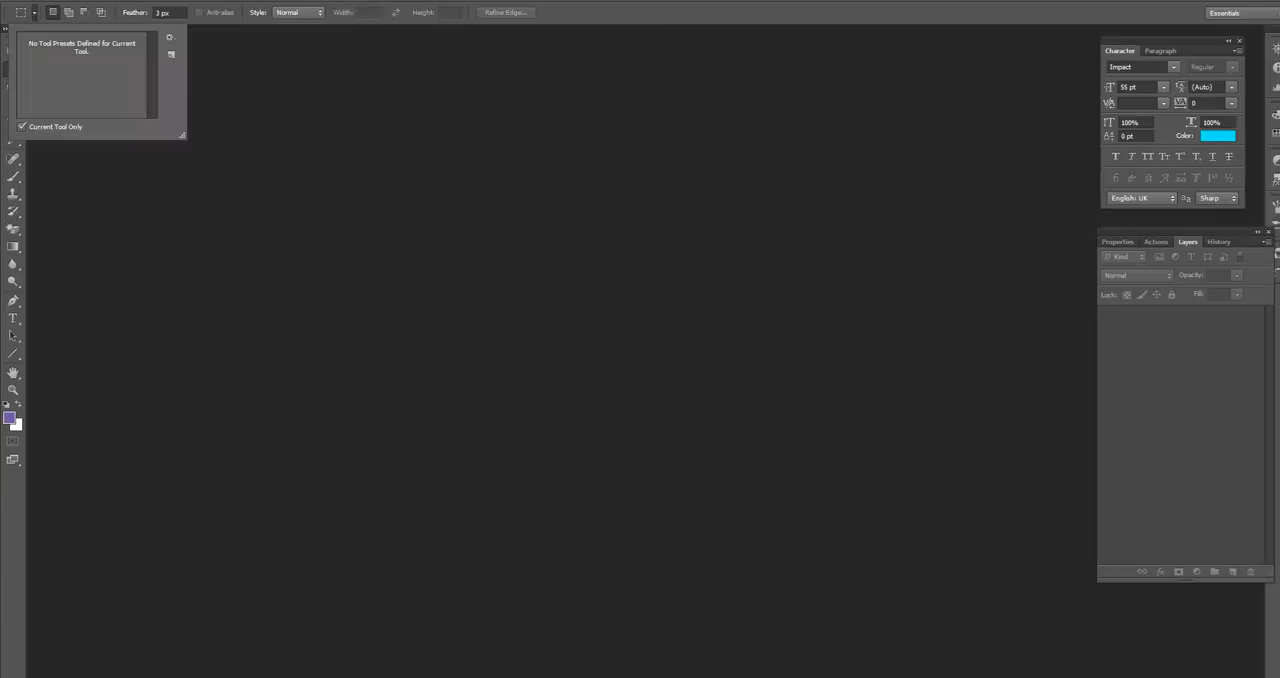 Feather: 3 px Anti-alias Style: Normal Width: Height: Refine Edge... Essentials
No Tool Presets Defined for Current
Tool.
Current Tool Only
Character Paragraph
Impact Regular
55 pt (Auto)
0
100% 100%
0 pt Color:
English: UK Sharp
Properties Actions Layers History
Kind
Normal Opacity:
Lock: Fill: